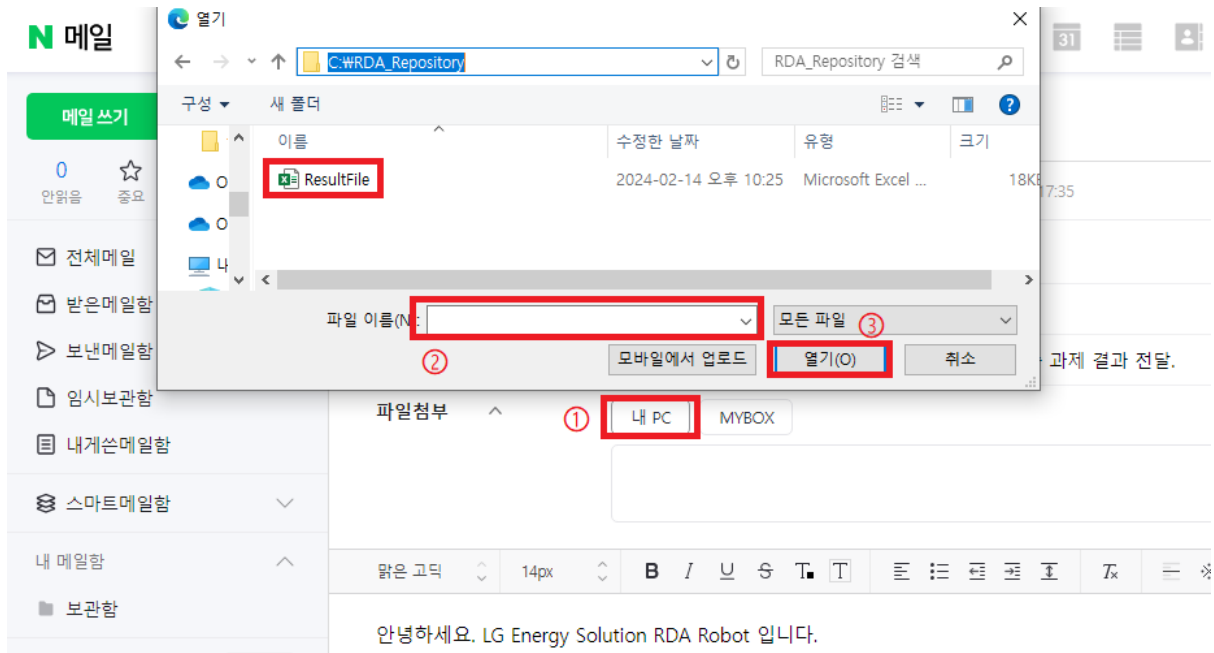 N 메일
열기
31
C:￦RDA_Repository
RDA_Repository 검색
메일 쓰기
구성
새 폴더
?
이름
수정한 날짜
유형
크기
0
안읽음
중요
O
ResultFile
2024-02-14 오후 10:25
Microsoft Excel ...
18KB
17:35
O
내
전체메일
받은메일함
파일 이름(N):
모든 파일
③
보낸메일함
②
모바일에서 업로드
열기(O)
취소
과제 결과 전달.
임시보관함
파일첨부
①
내 PC
MYBOX
내게쓴메일함
스마트메일함
내 메일함
맑은 고딕
14px
B
I
U
S
T
T
Tx
보관함
안녕하세요. LG Energy Solution RDA Robot 입니다.